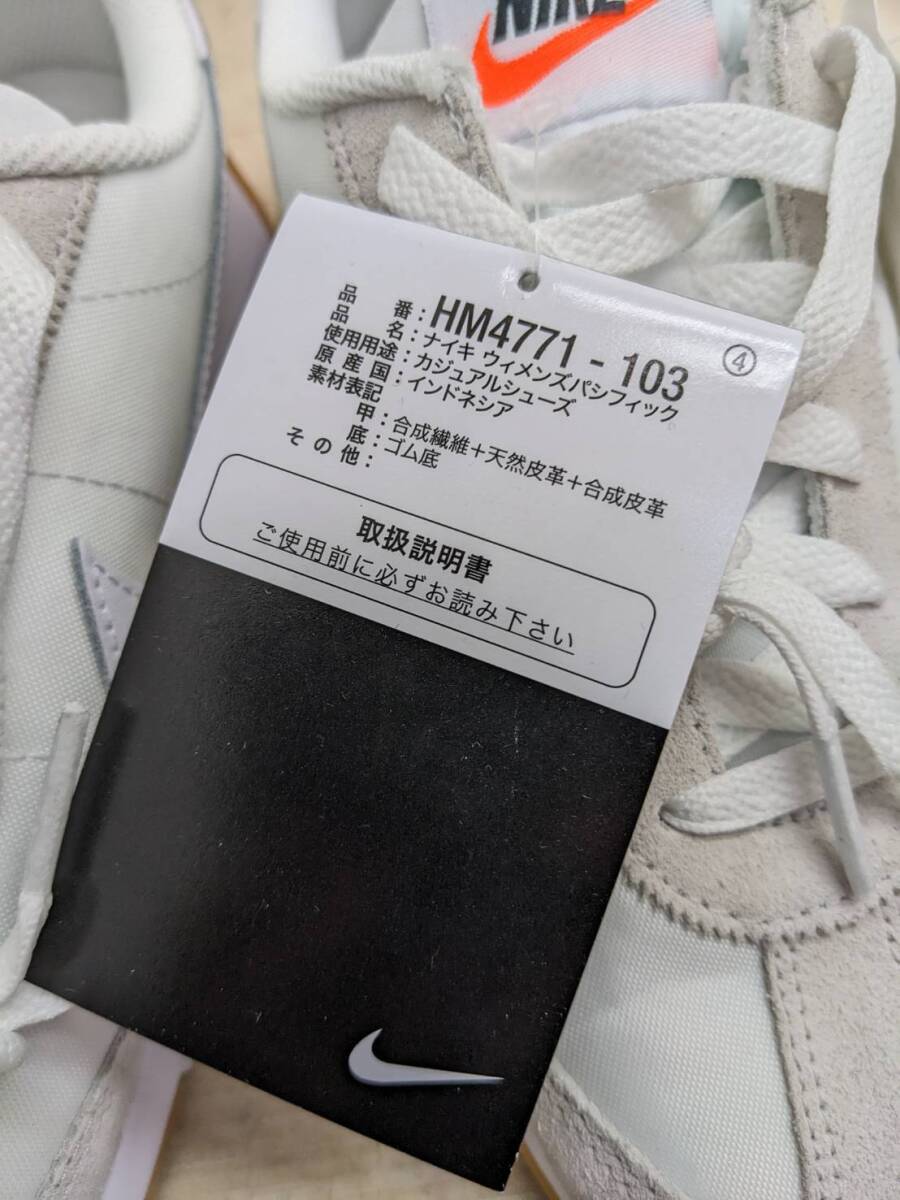 NIKE
品番：HM4771-103
④
品名：ナイキ ウィメンズパシフィック
使用用途：カジュアルシューズ
原産国：インドネシア
素材表記
甲：合成繊維＋天然皮革＋合成皮革
底：ゴム底
その他：
取扱説明書
ご使用前に必ずお読み下さい